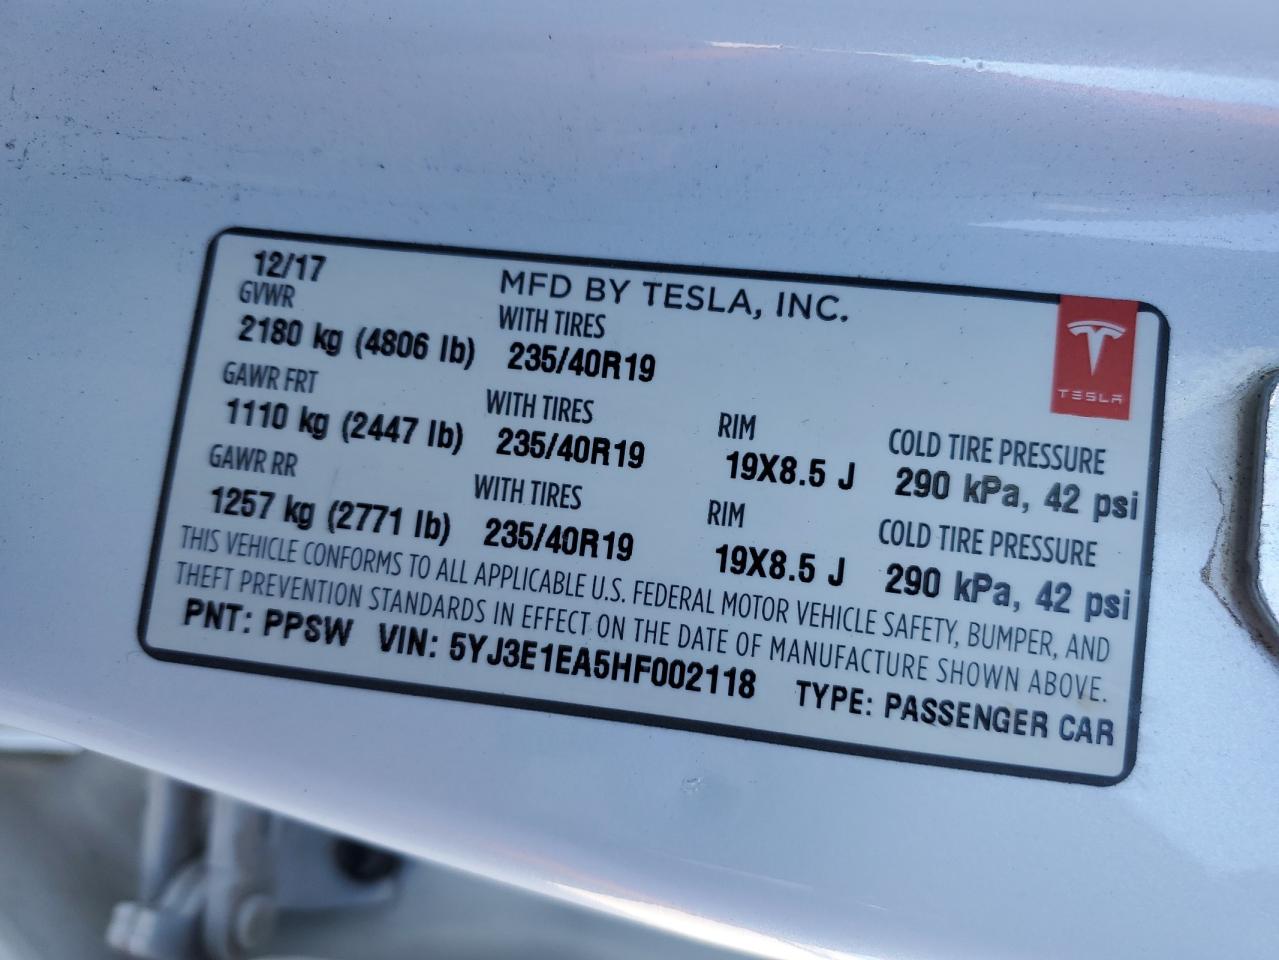 12/17 MFD BY TESLA, INC.
GVWR WITH TIRES
2180 kg (4806 lb) 235/40R19
GAWR FRT WITH TIRES RIM COLD TIRE PRESSURE
1110 kg (2447 lb) 235/40R19 19X8.5 J 290 kPa, 42 psi
GAWR RR WITH TIRES RIM COLD TIRE PRESSURE
1257 kg (2771 lb) 235/40R19 19X8.5 J 290 kPa, 42 psi
THIS VEHICLE CONFORMS TO ALL APPLICABLE U.S. FEDERAL MOTOR VEHICLE SAFETY, BUMPER, AND
THEFT PREVENTION STANDARDS IN EFFECT ON THE DATE OF MANUFACTURE SHOWN ABOVE.
PNT: PPSW VIN: 5YJ3E1EA5HF002118 TYPE: PASSENGER CAR
TESLA